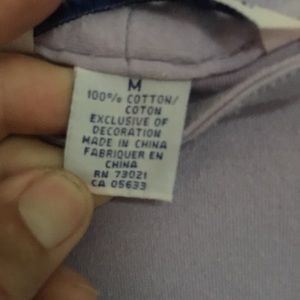 M
100% COTTON/
COTON
EXCLUSIVE OF
DECORATION
MADE IN CHINA
FABRIQUER EN
CHINA
RN 73021
CA 05633